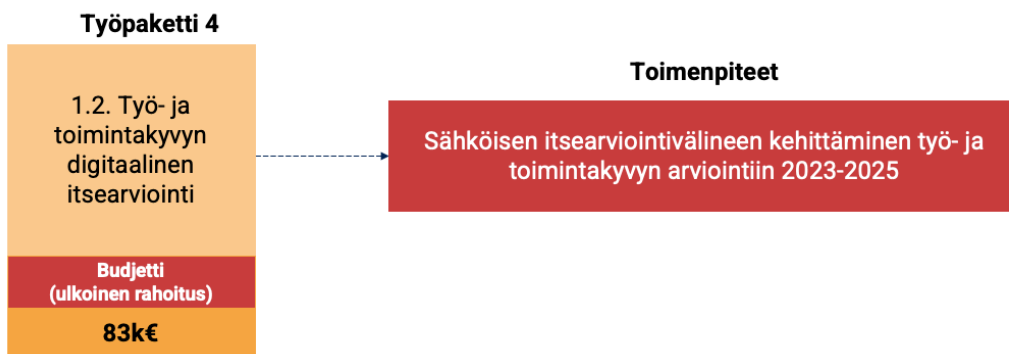 Työpaketti 4
1.2. Työ- ja
toimintakyvyn
digitaalinen
itsearviointi
Budjetti
(ulkoinen rahoitus)
83k€
Toimenpiteet
Sähköisen itsearviointivälineen kehittäminen työ- ja
toimintakyvyn arviointiin 2023-2025